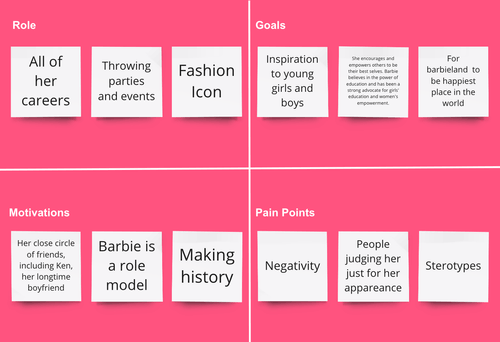 Role
All of
her
careers
Throwing
parties
and events
Fashion
Icon
Goals
Inspiration
to young
girls and
boys
She encourages and
empowers others to be
their best selves. Barbie
believes in the power of
education and has been a
strong advocate for girls'
education and women's
empowerment.
For
barbieland to
be happiest
place in the
world
Motivations
Her close circle
of friends,
including Ken,
her longtime
boyfriend
Barbie is
a role
model
Making
history
Pain Points
Negativity
People
judging her
just for her
appareance
Sterotypes